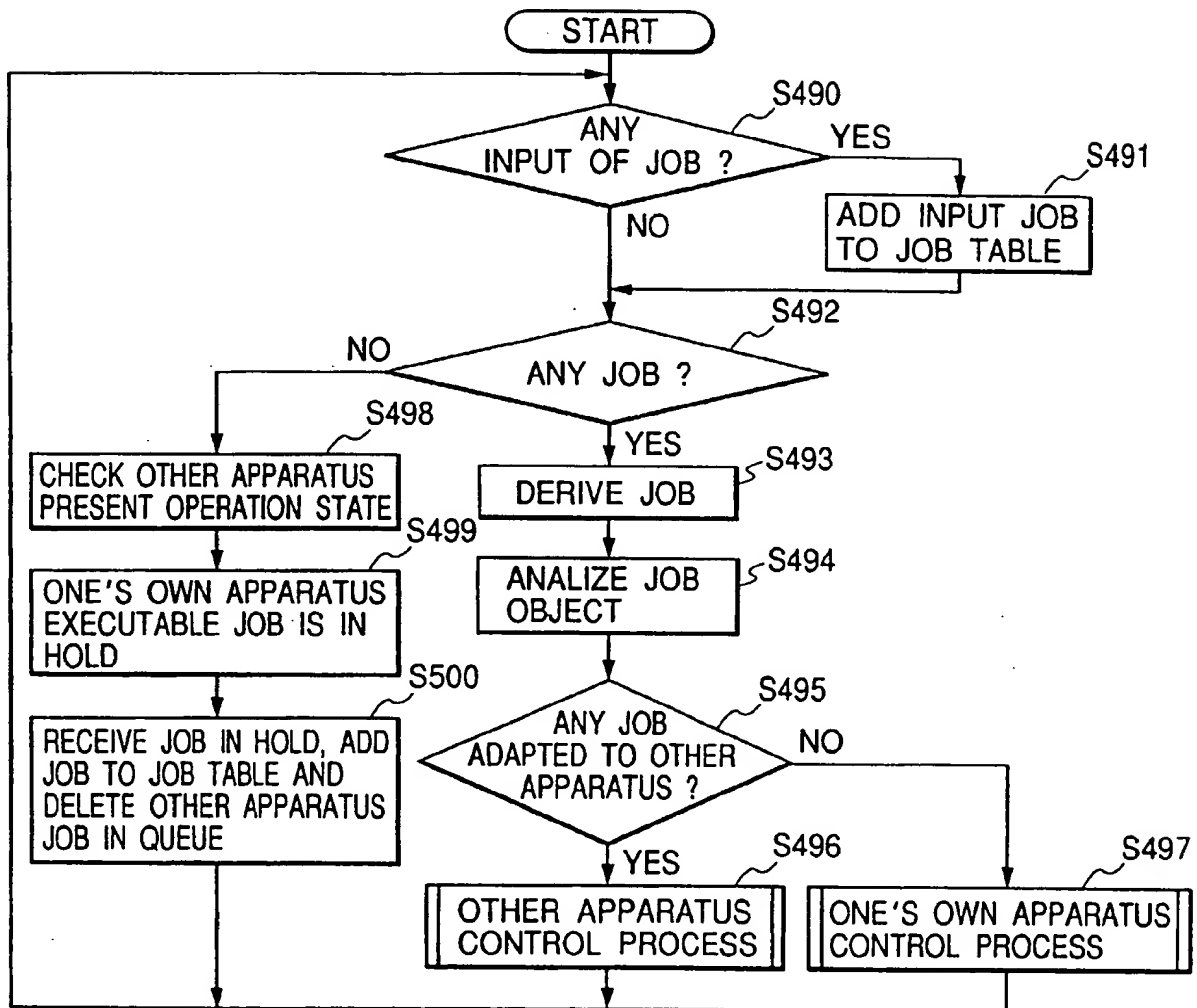 START
S490
ANY
INPUT OF JOB ?
YES
S491
ADD INPUT JOB
TO JOB TABLE
NO
S492
ANY JOB ?
NO
YES
S498
CHECK OTHER APPARATUS
PRESENT OPERATION STATE
S493
DERIVE JOB
S499
ONE'S OWN APPARATUS
EXECUTABLE JOB IS IN
HOLD
S494
ANALIZE JOB
OBJECT
S500
RECEIVE JOB IN HOLD, ADD
JOB TO JOB TABLE AND
DELETE OTHER APPARATUS
JOB IN QUEUE
S495
ANY JOB
ADAPTED TO OTHER
APPARATUS ?
NO
YES
S496
OTHER APPARATUS
CONTROL PROCESS
S497
ONE'S OWN APPARATUS
CONTROL PROCESS